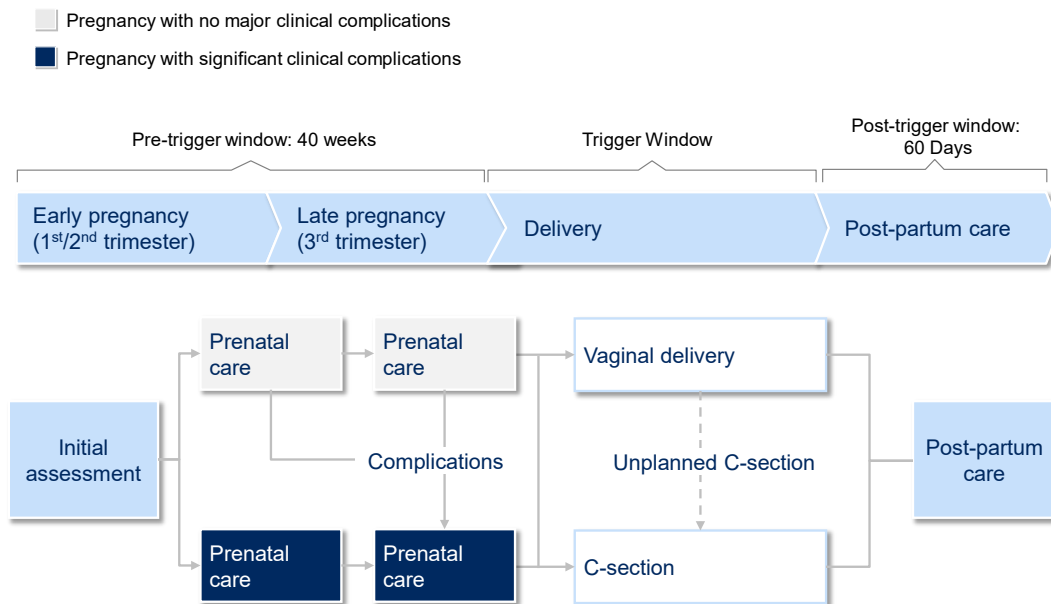 Pregnancy with no major clinical complications
Pregnancy with significant clinical complications
Pre-trigger window: 40 weeks
Trigger Window
Post-trigger window:
60 Days
Early pregnancy
(1st/2nd trimester)
Late pregnancy
(3rd trimester)
Delivery
Post-partum care
Prenatal
care
Prenatal
care
Vaginal delivery
Initial
assessment
Complications
Unplanned C-section
Post-partum
care
Prenatal
care
Prenatal
care
C-section